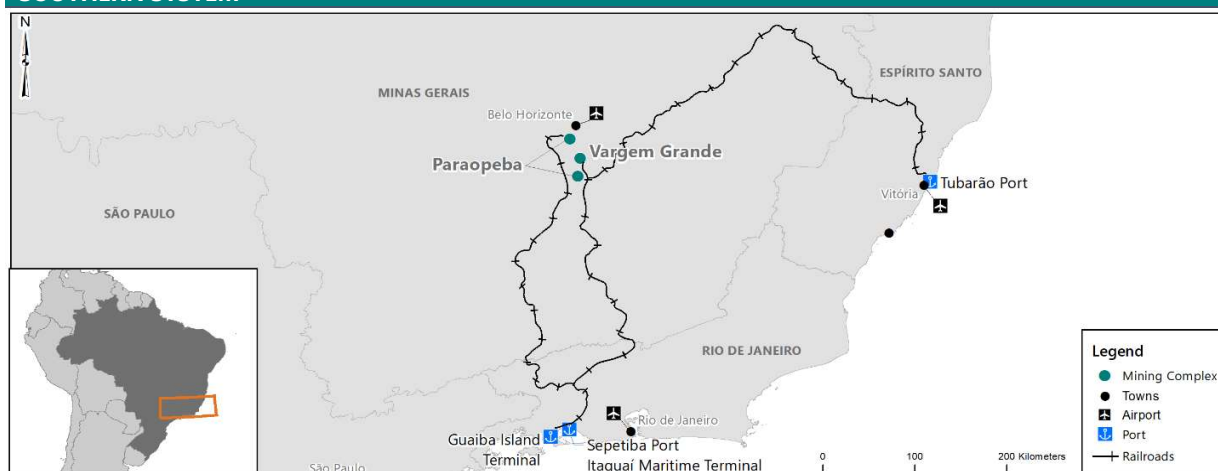 SOUTHERN SYSTEM
N
ESPÍRITO SANTO
MINAS GERAIS
Belo Horizonte
Vargem Grande
Paraopeba
Tubarão Port
Vitória
SÃO PAULO
RIO DE JANEIRO
Rio de Janeiro
Guaiba Island
Terminal
Sepetiba Port
Itaguaí Maritime Terminal
São Paulo
0 100 200 Kilometers
Legend
Mining Complex
Towns
Airport
Port
Railroads